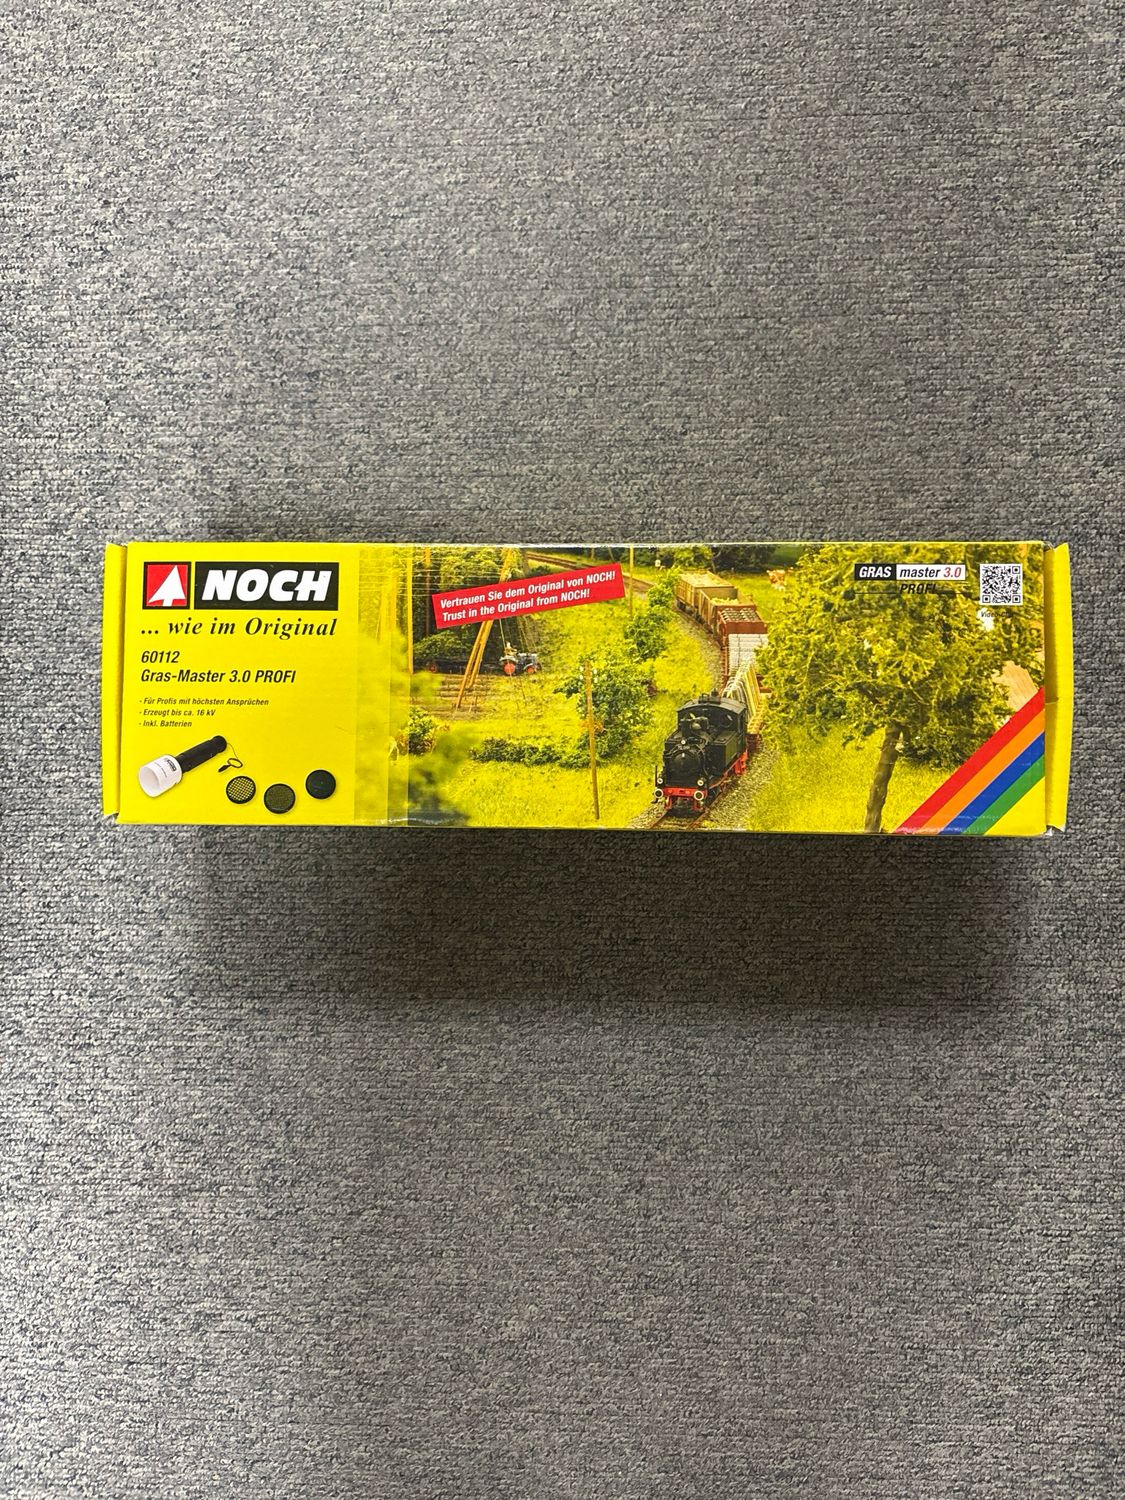 NOCH
... wie im Original
60112
Gras-Master 3.0 PROFI
- Für Profis mit höchsten Ansprüchen
- Erzeugt bis ca. 16 kV
- Inkl. Batterien
NOCH
Vertrauen Sie dem Original von NOCH!
Trust in the Original from NOCH!
GRAS master 3.0
PROFI